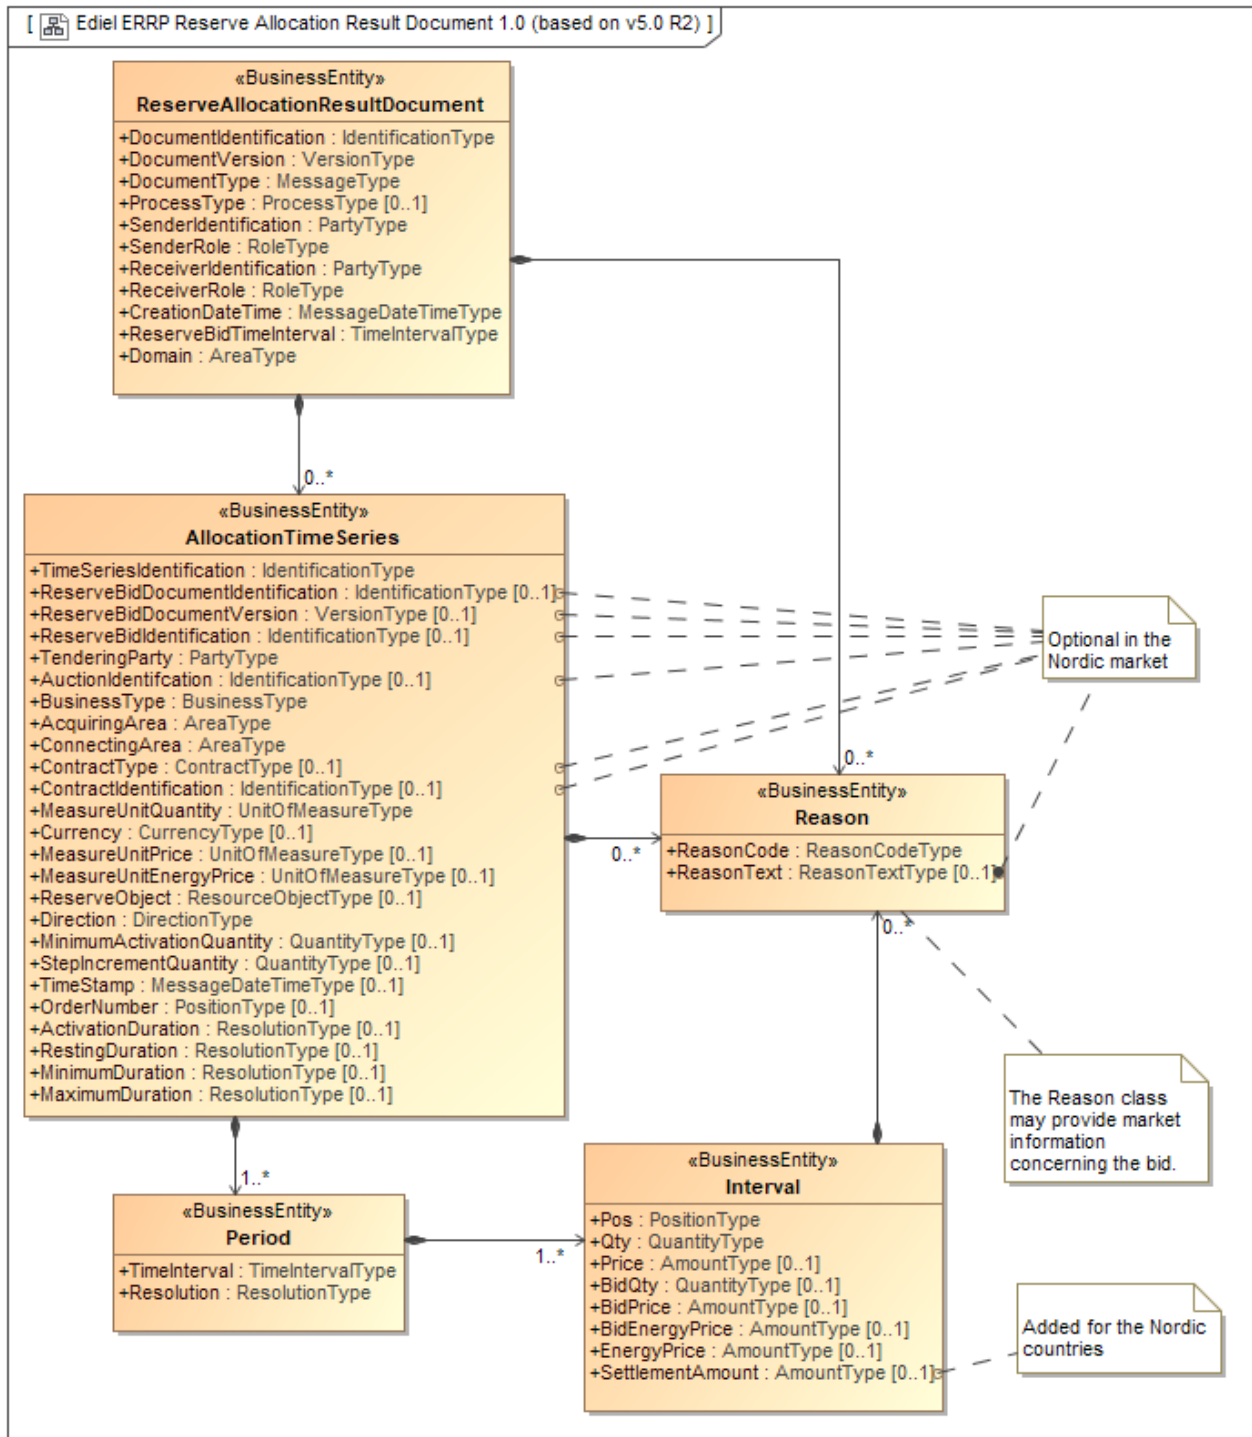 [ Ediel ERRP Reserve Allocation Result Document 1.0 (based on v5.0 R2) ]
«BusinessEntity»
ReserveAllocationResultDocument
+DocumentIdentification : IdentificationType
+DocumentVersion : VersionType
+DocumentType : MessageType
+ProcessType : ProcessType [0..1]
+SenderIdentification : PartyType
+SenderRole : RoleType
+ReceiverIdentification : PartyType
+ReceiverRole : RoleType
+CreationDateTime : MessageDateTimeType
+ReserveBidTimeInterval : TimeIntervalType
+Domain : AreaType
0..*
«BusinessEntity»
AllocationTimeSeries
+TimeSeriesIdentification : IdentificationType
+ReserveBidDocumentIdentification : IdentificationType [0..1]
+ReserveBidDocumentVersion : VersionType [0..1]
+ReserveBidIdentification : IdentificationType [0..1]
+TenderingParty : PartyType
+AuctionIdentifcation : IdentificationType [0..1]
+BusinessType : BusinessType
+AcquiringArea : AreaType
+ConnectingArea : AreaType
+ContractType : ContractType [0..1]
+ContractIdentification : IdentificationType [0..1]
+MeasureUnitQuantity : UnitOfMeasureType
+Currency : CurrencyType [0..1]
+MeasureUnitPrice : UnitOfMeasureType [0..1]
+MeasureUnitEnergyPrice : UnitOfMeasureType [0..1]
+ReserveObject : ResourceObjectType [0..1]
+Direction : DirectionType
+MinimumActivationQuantity : QuantityType [0..1]
+StepIncrementQuantity : QuantityType [0..1]
+TimeStamp : MessageDateTimeType [0..1]
+OrderNumber : PositionType [0..1]
+ActivationDuration : ResolutionType [0..1]
+RestingDuration : ResolutionType [0..1]
+MinimumDuration : ResolutionType [0..1]
+MaximumDuration : ResolutionType [0..1]
Optional in the
Nordic market
0..*
0..*
«BusinessEntity»
Reason
+ReasonCode : ReasonCodeType
+ReasonText : ReasonTextType [0..1]
0..*
The Reason class
may provide market
information
concerning the bid.
1..*
«BusinessEntity»
Period
+TimeInterval : TimeIntervalType
+Resolution : ResolutionType
1..*
«BusinessEntity»
Interval
+Pos : PositionType
+Qty : QuantityType
+Price : AmountType [0..1]
+BidQty : QuantityType [0..1]
+BidPrice : AmountType [0..1]
+BidEnergyPrice : AmountType [0..1]
+EnergyPrice : AmountType [0..1]
+SettlementAmount : AmountType [0..1]
Added for the Nordic
countries